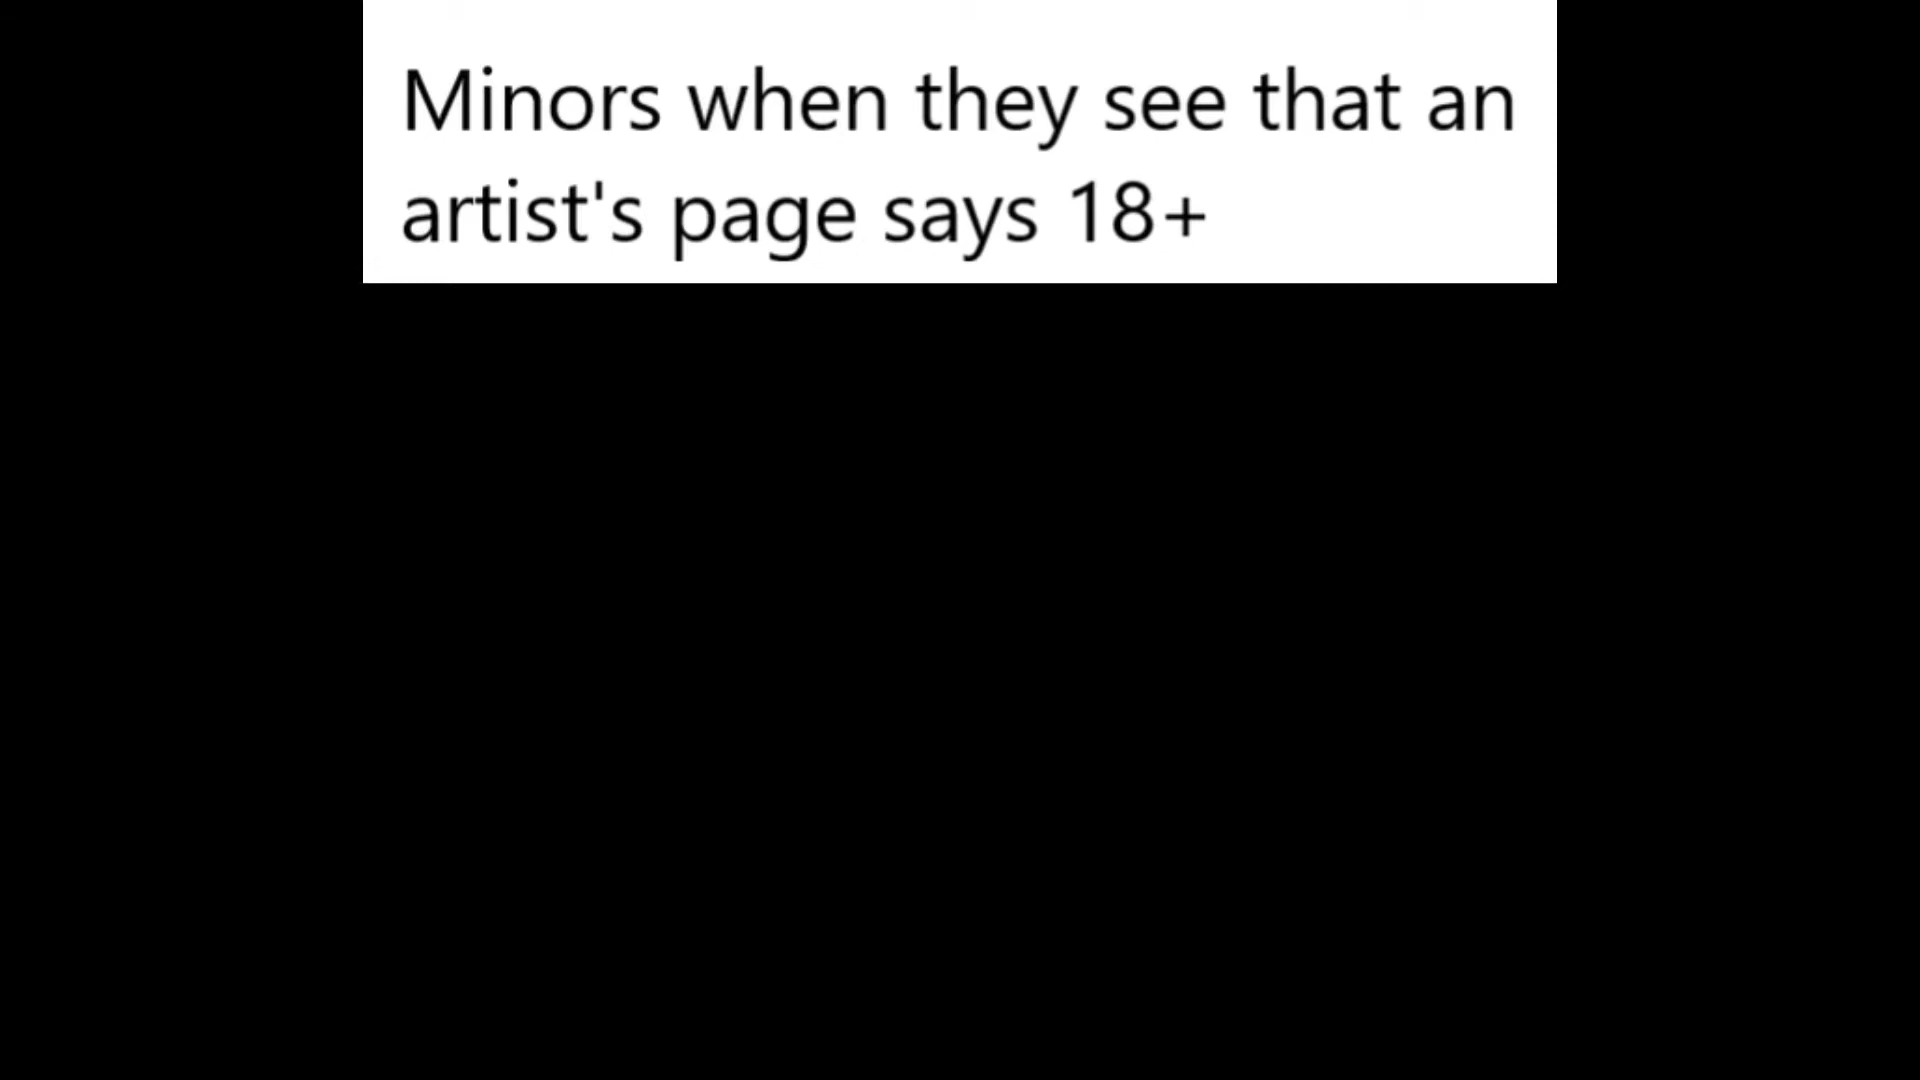 Minors when they see that an
artist's page says 18+